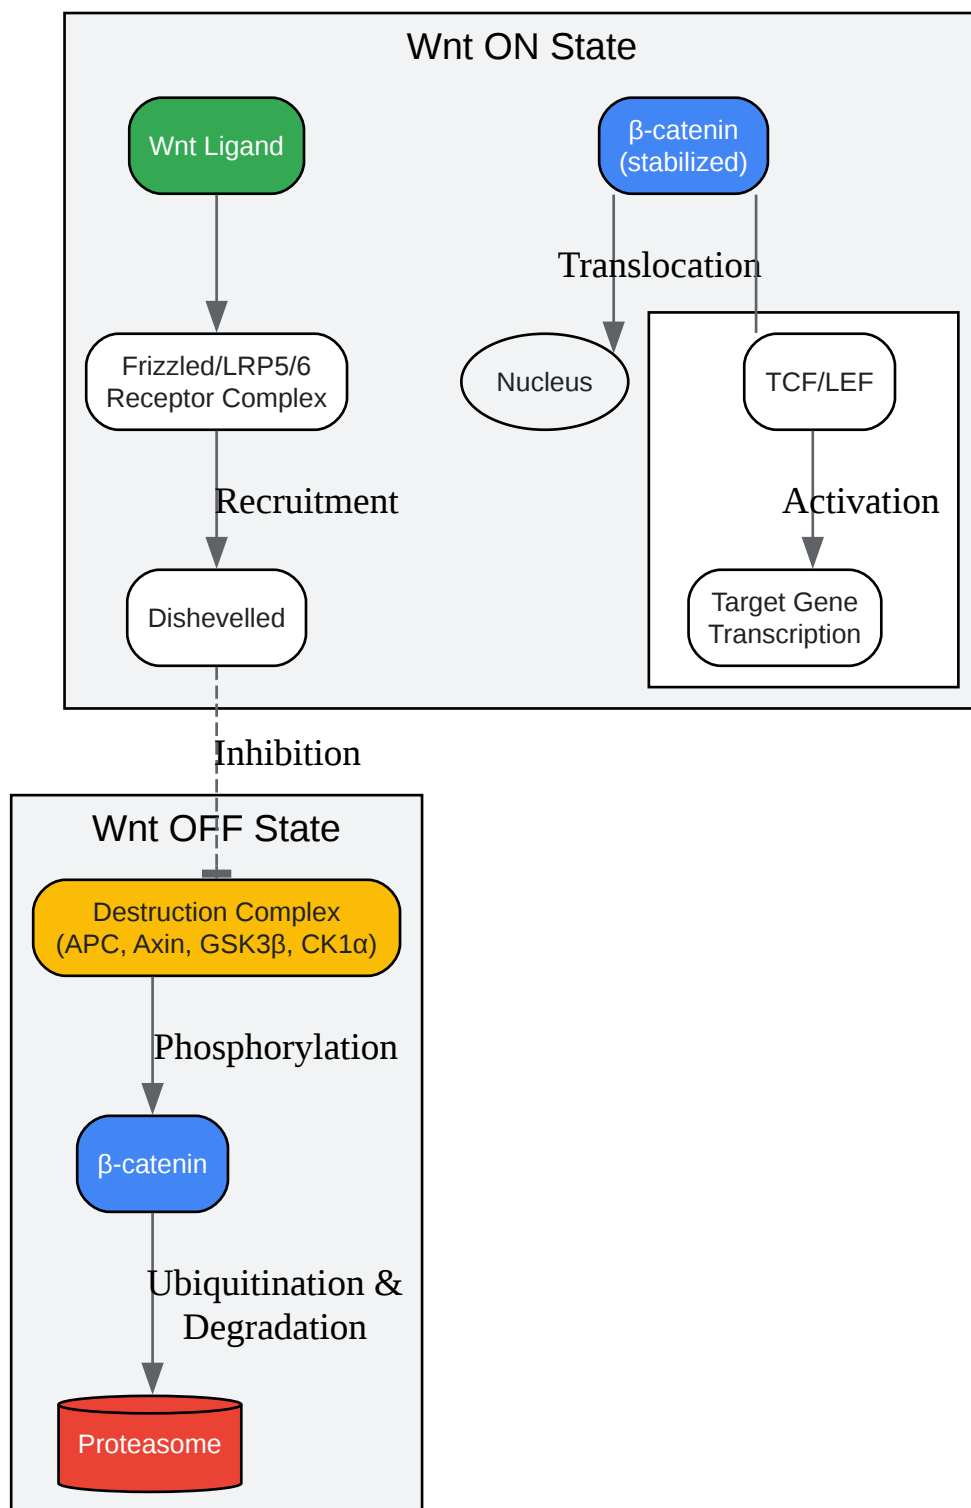 Wnt ON State
Wnt Ligand
β-catenin
(stabilized)
Translocation
Frizzled/LRP5/6
Receptor Complex
Nucleus
TCF/LEF
Recruitment
Activation
Dishevelled
Target Gene
Transcription
Inhibition
Wnt OFF State
Destruction Complex
(APC, Axin, GSK3β, CK1α)
Phosphorylation
β-catenin
Ubiquitination &
Degradation
Proteasome